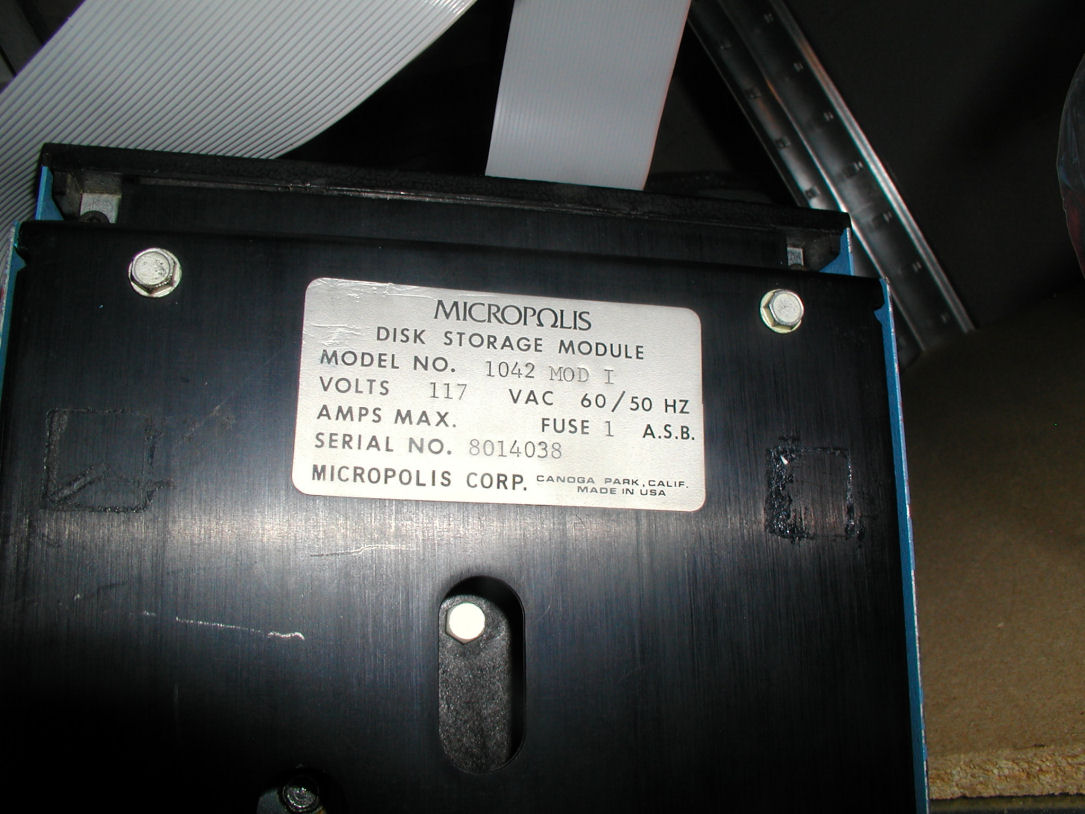 MICROPΩLIS
DISK STORAGE MODULE
MODEL NO. 1042 MOD I
VOLTS 117 VAC 60/50 HZ
AMPS MAX. FUSE 1 A.S.B.
SERIAL NO. 8014038
MICROPOLIS CORP. CANOGA PARK, CALIF.
MADE IN USA